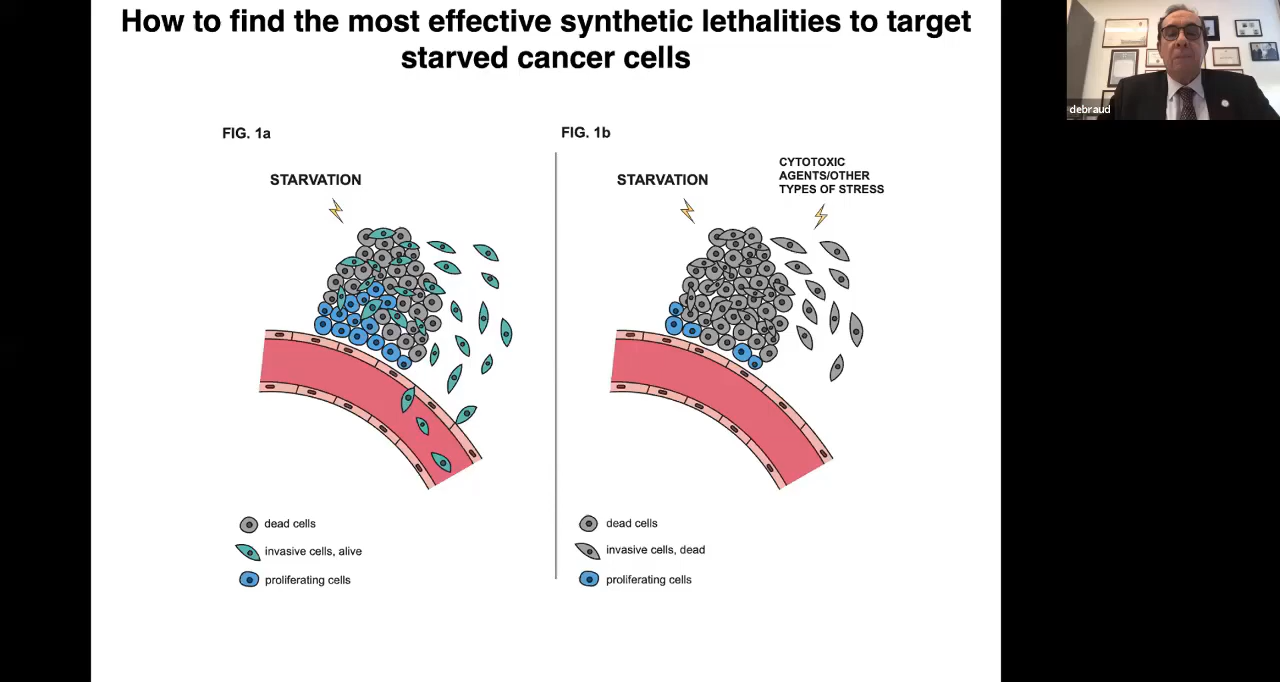 How to find the most effective synthetic lethalities to target
starved cancer cells
FIG. 1a
STARVATION
dead cells
invasive cells, alive
proliferating cells
FIG. 1b
STARVATION
CYTOTOXIC
AGENTS/OTHER
TYPES OF STRESS
dead cells
invasive cells, dead
proliferating cells
debraud